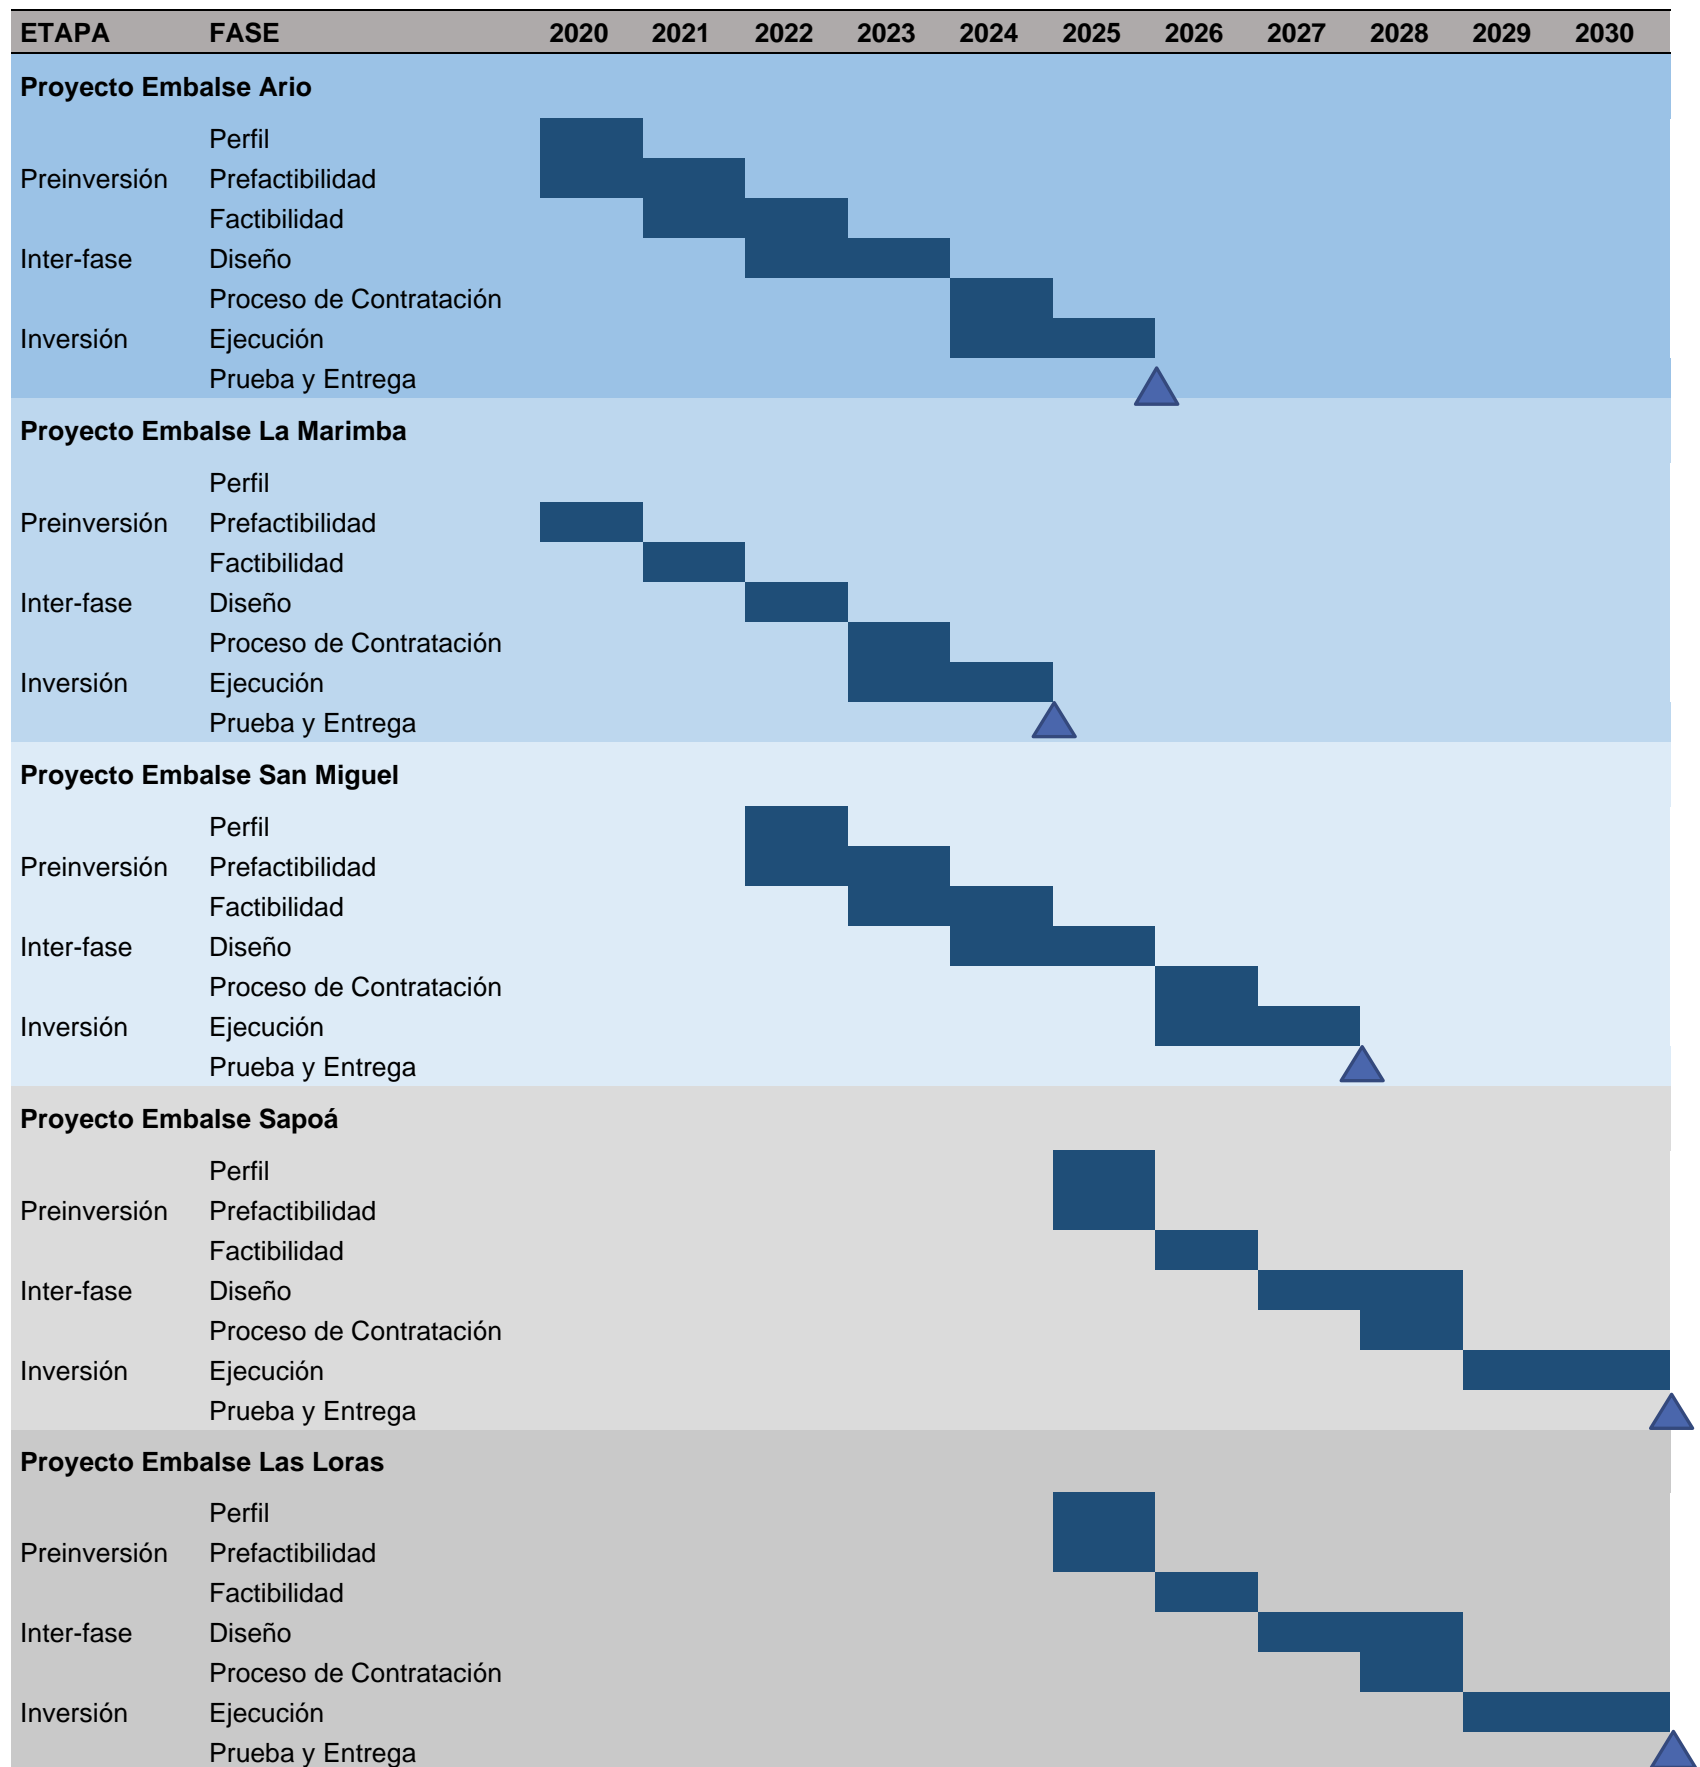 ETAPA FASE 2020 2021 2022 2023 2024 2025 2026 2027 2028 2029 2030
Proyecto Embalse Ario
Perfil
Preinversión Prefactibilidad
Factibilidad
Inter-fase Diseño
Proceso de Contratación
Inversión Ejecución
Prueba y Entrega
Proyecto Embalse La Marimba
Perfil
Preinversión Prefactibilidad
Factibilidad
Inter-fase Diseño
Proceso de Contratación
Inversión Ejecución
Prueba y Entrega
Proyecto Embalse San Miguel
Perfil
Preinversión Prefactibilidad
Factibilidad
Inter-fase Diseño
Proceso de Contratación
Inversión Ejecución
Prueba y Entrega
Proyecto Embalse Sapoá
Perfil
Preinversión Prefactibilidad
Factibilidad
Inter-fase Diseño
Proceso de Contratación
Inversión Ejecución
Prueba y Entrega
Proyecto Embalse Las Loras
Perfil
Preinversión Prefactibilidad
Factibilidad
Inter-fase Diseño
Proceso de Contratación
Inversión Ejecución
Prueba y Entrega